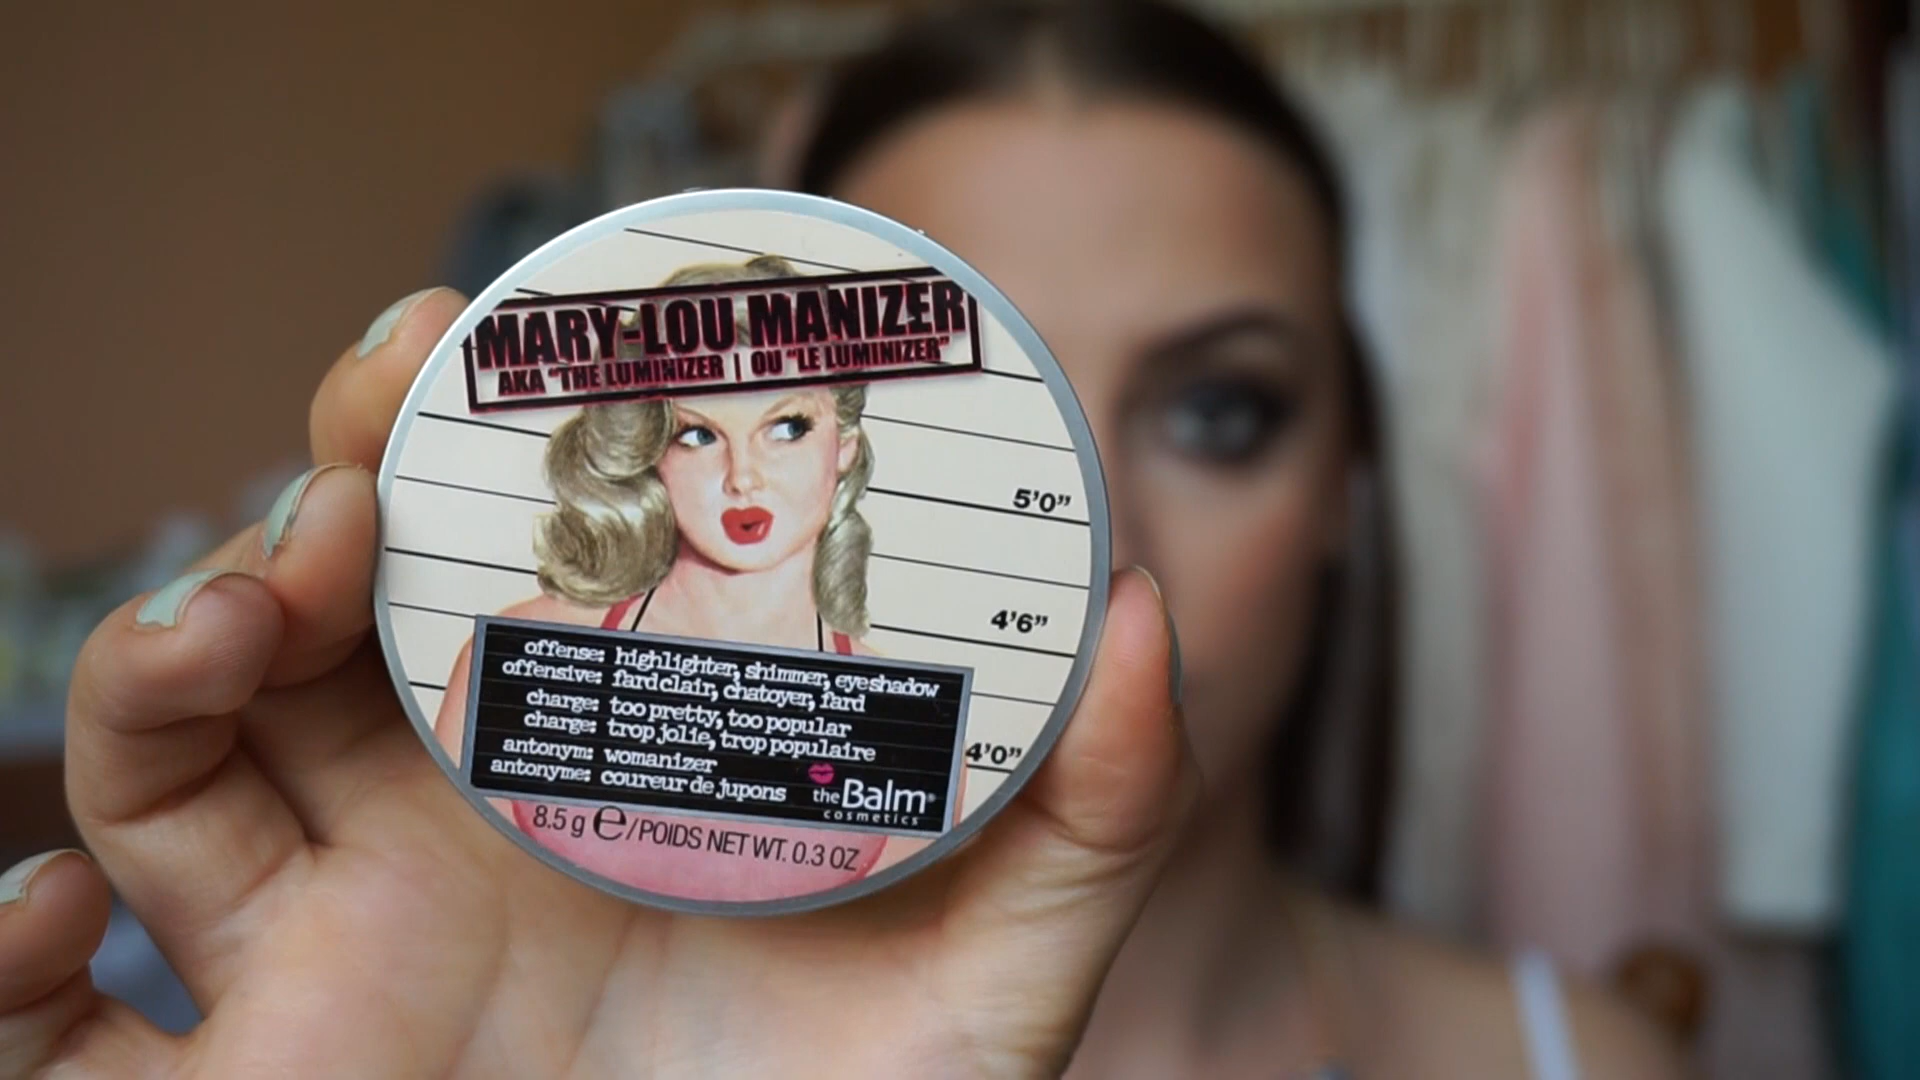 MARY-LOU MANIZER
AKA "THE LUMINIZER | OU "LE LUMINIZER"
5'0”
4'6”
4'0”
offense: highlighter, shimmer, eyeshadow
offensive: fard clair, chatoyer, fard
charge: too pretty, too popular
charge: trop jolie, trop populaire
antonym: womanizer
antonyme: coureur de jupons
theBalm®
cosmetics
8.5 g ℮/POIDS NET WT. 0.3 OZ